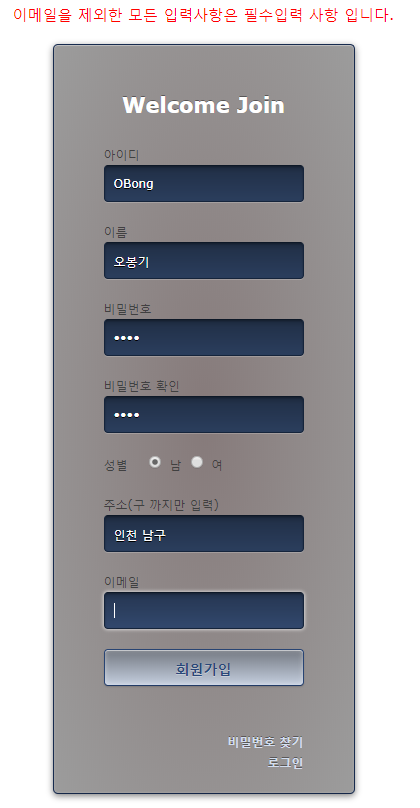 이메일을 제외한 모든 입력사항은 필수입력 사항 입니다.
Welcome Join
아이디
OBong
이름
오봉기
비밀번호
••••
비밀번호 확인
••••
성별 남 여
주소(구 까지만 입력)
인천 남구
이메일
회원가입
비밀번호 찾기
로그인